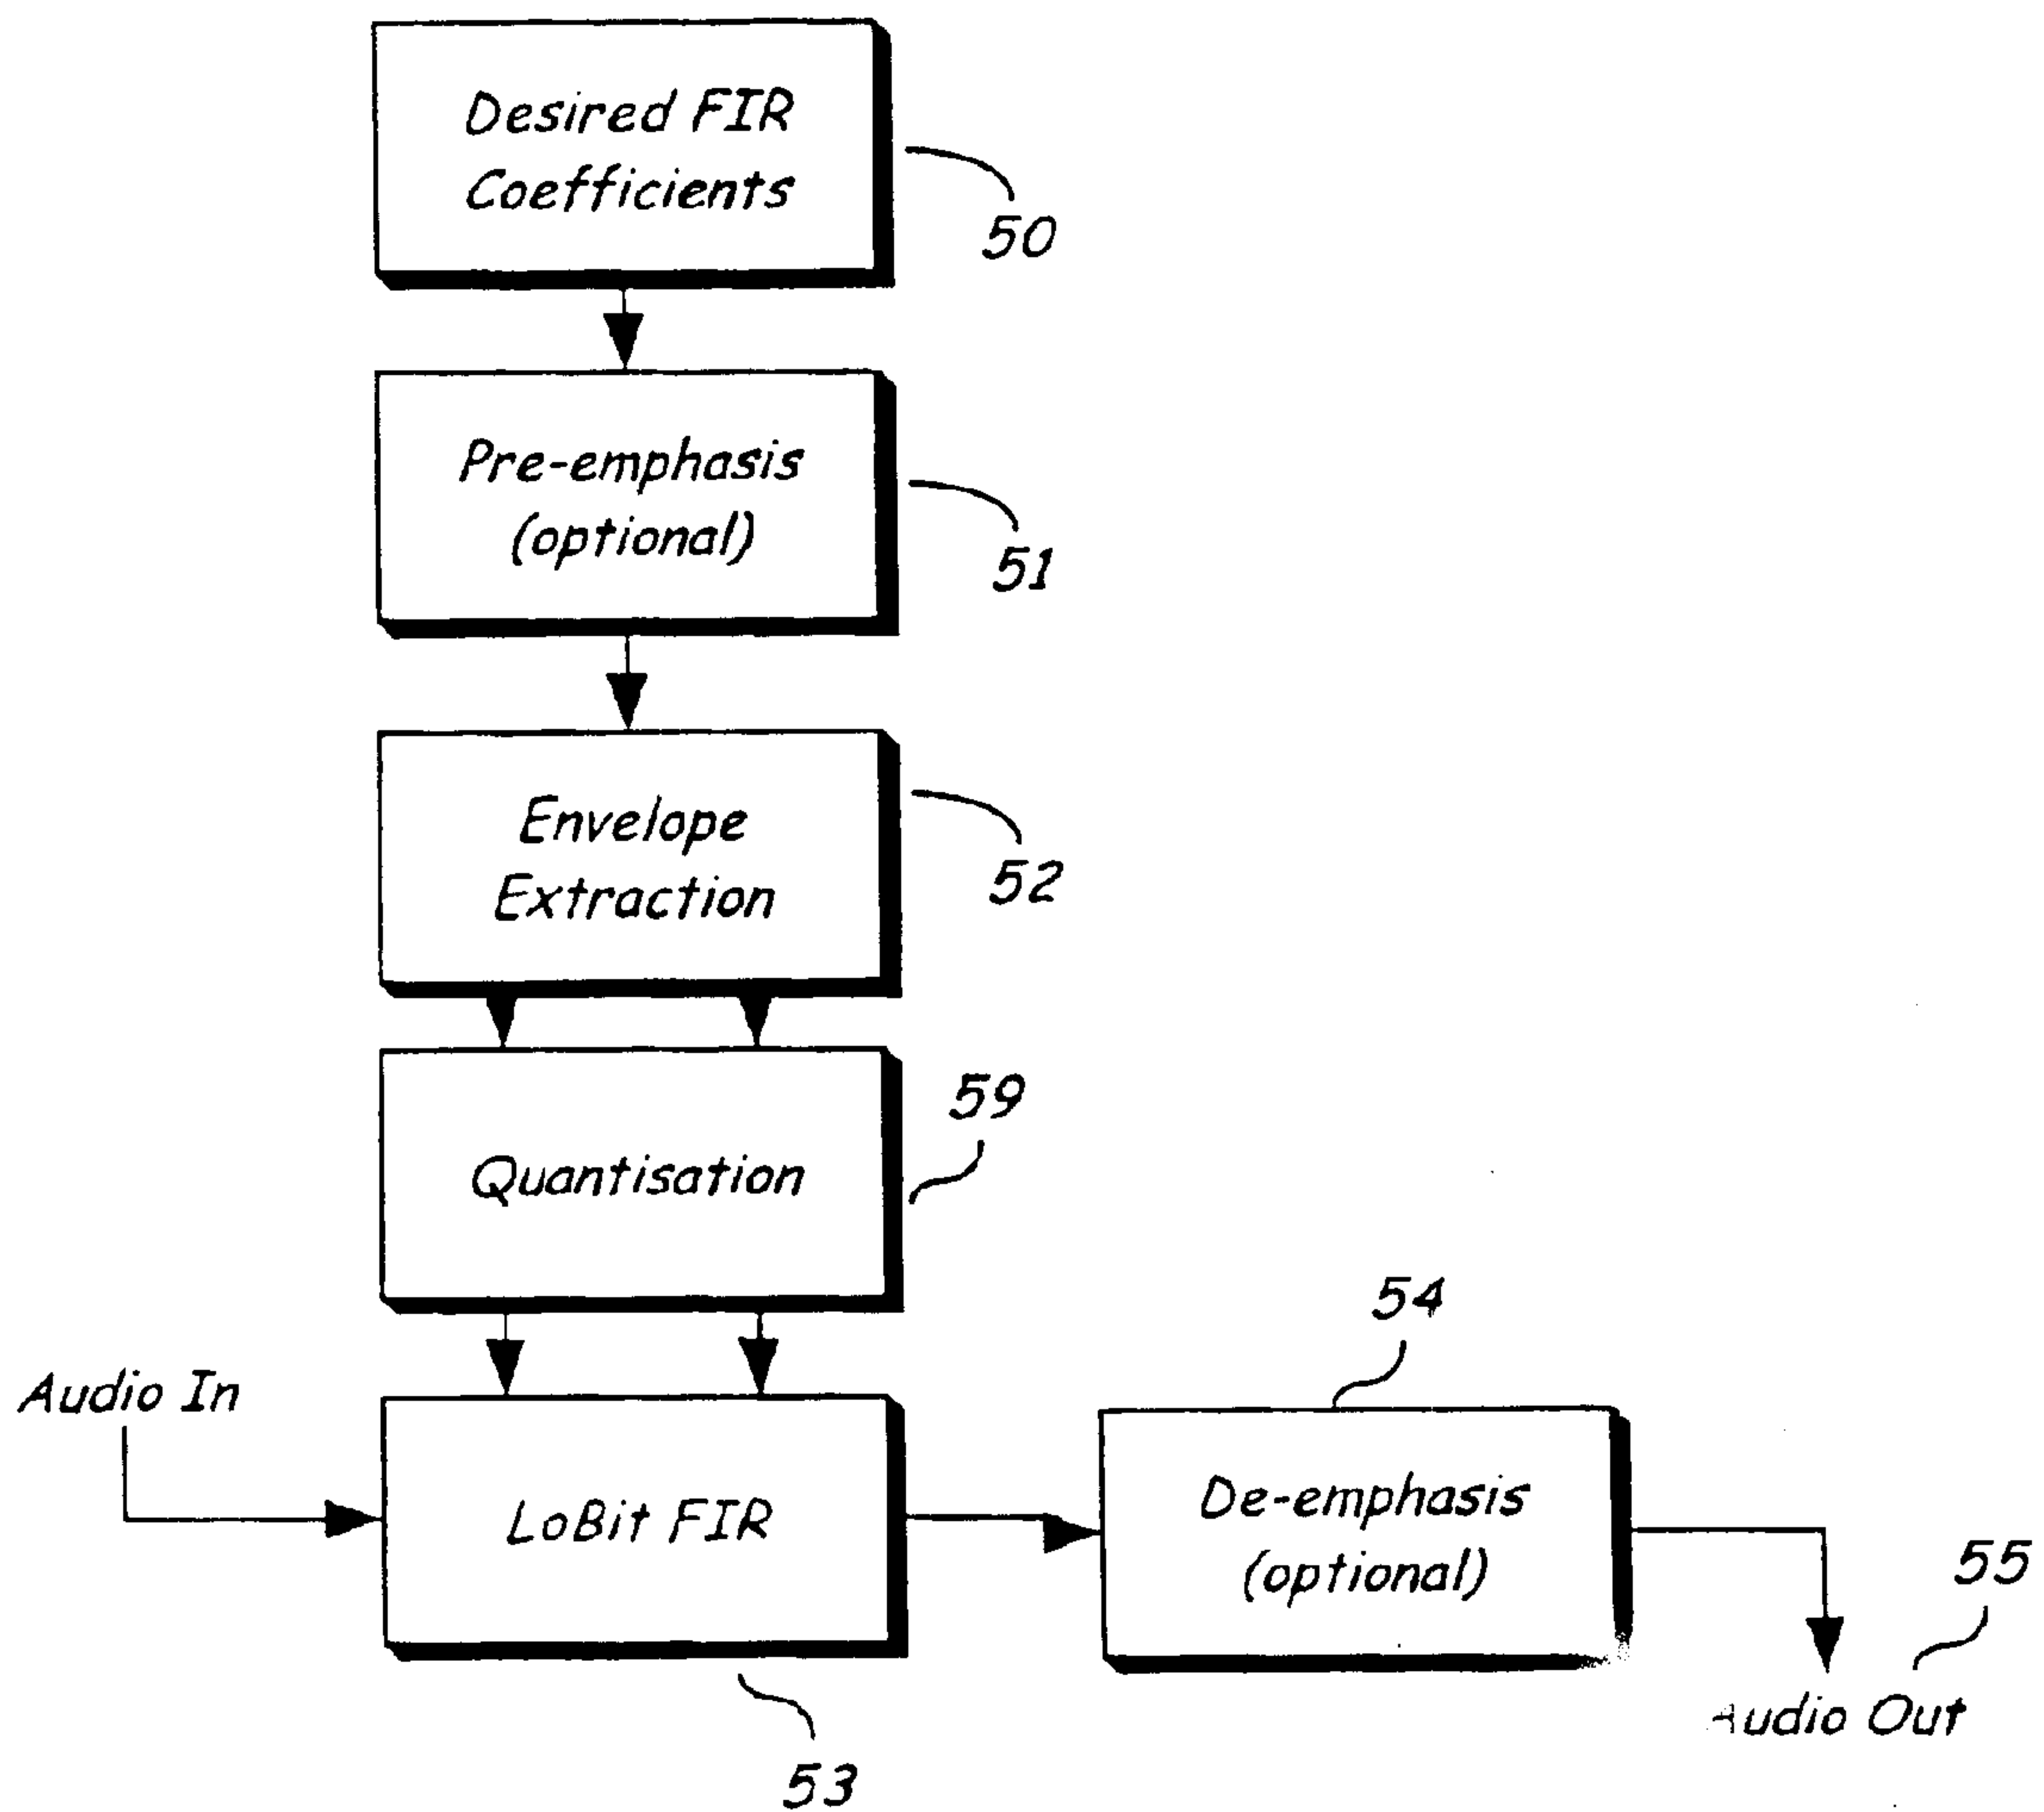 Desired FIR
Coefficients
50
Pre-emphasis
(optional)
51
Envelope
Extraction
52
59
Quantisation
54
Audio In
LoBit FIR
De-emphasis
(optional)
55
Audio Out
53